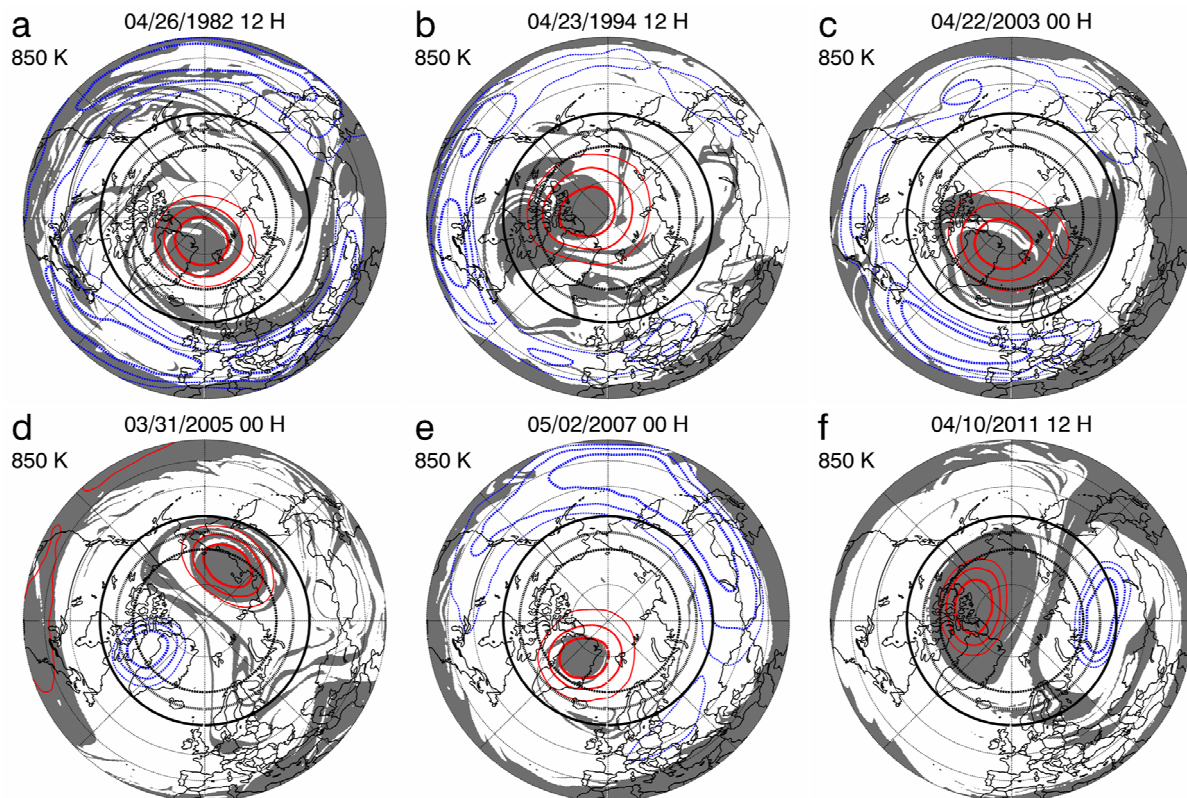 a 04/26/1982 12 H
850 K
b 04/23/1994 12 H
850 K
c 04/22/2003 00 H
850 K
d 03/31/2005 00 H
850 K
e 05/02/2007 00 H
850 K
f 04/10/2011 12 H
850 K